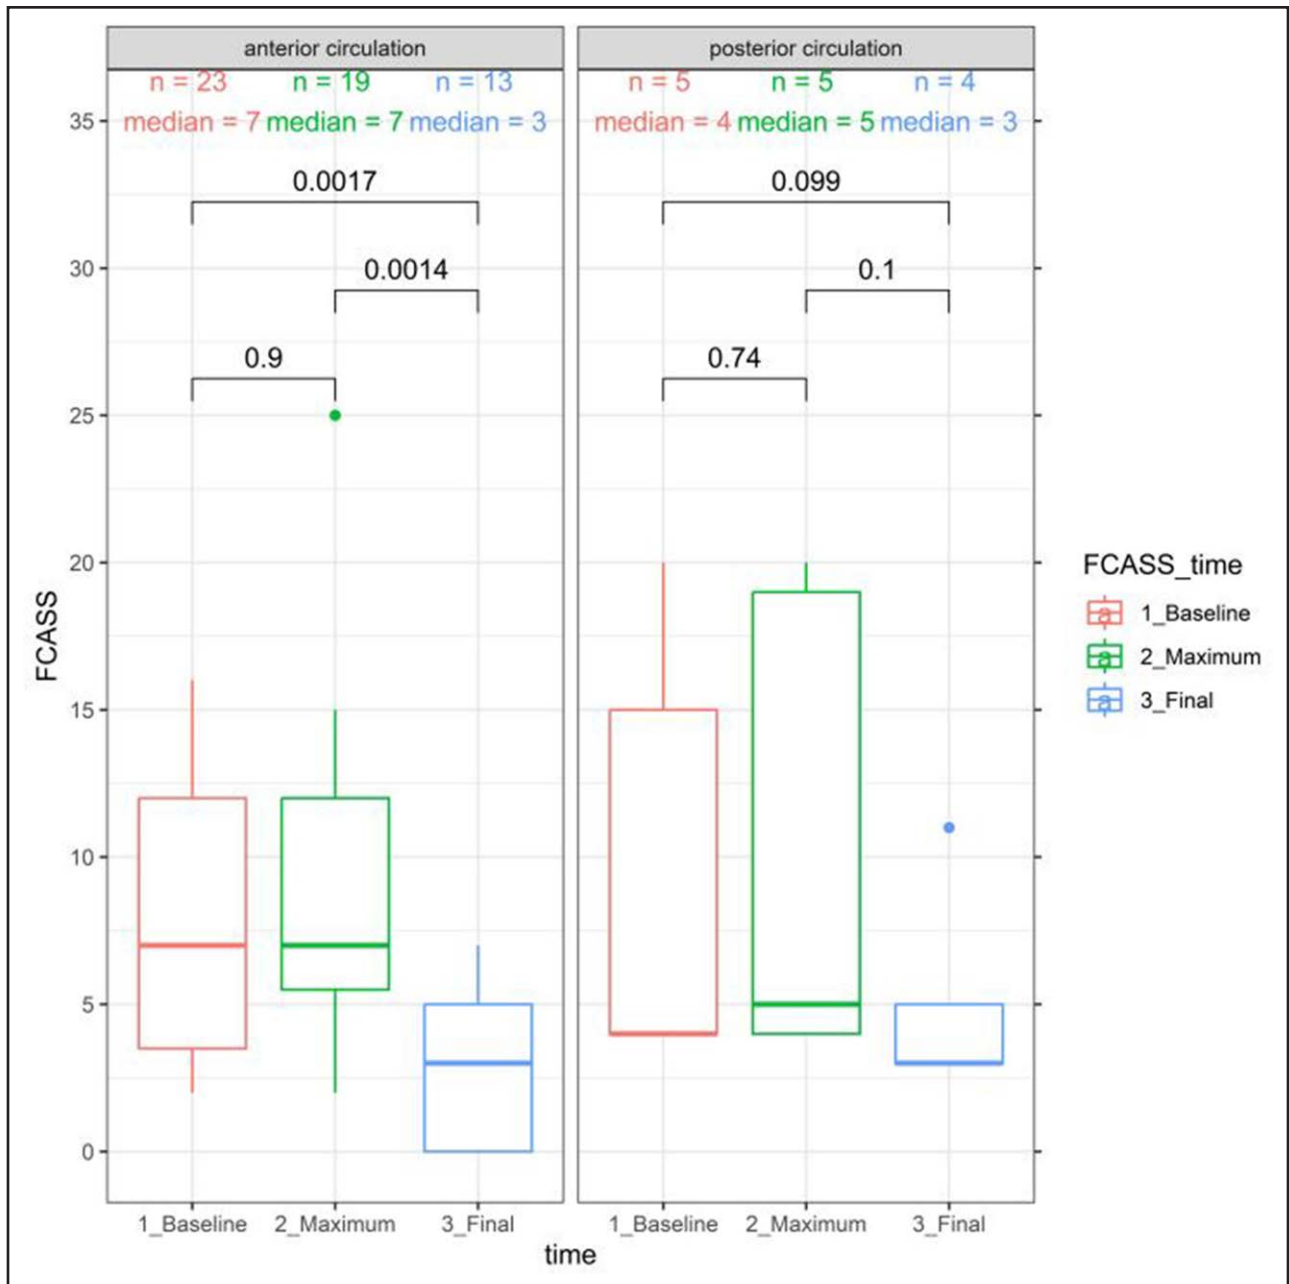 anterior circulation
posterior circulation
n = 23 n = 19 n = 13
n = 5 n = 5 n = 4
median = 7 median = 7 median = 3
median = 4 median = 5 median = 3
0.0017
0.0014
0.9
0.099
0.1
0.74
35
30
25
20
15
10
5
0
FCASS
1_Baseline 2_Maximum 3_Final
1_Baseline 2_Maximum 3_Final
time
FCASS_time
a 1_Baseline
a 2_Maximum
a 3_Final